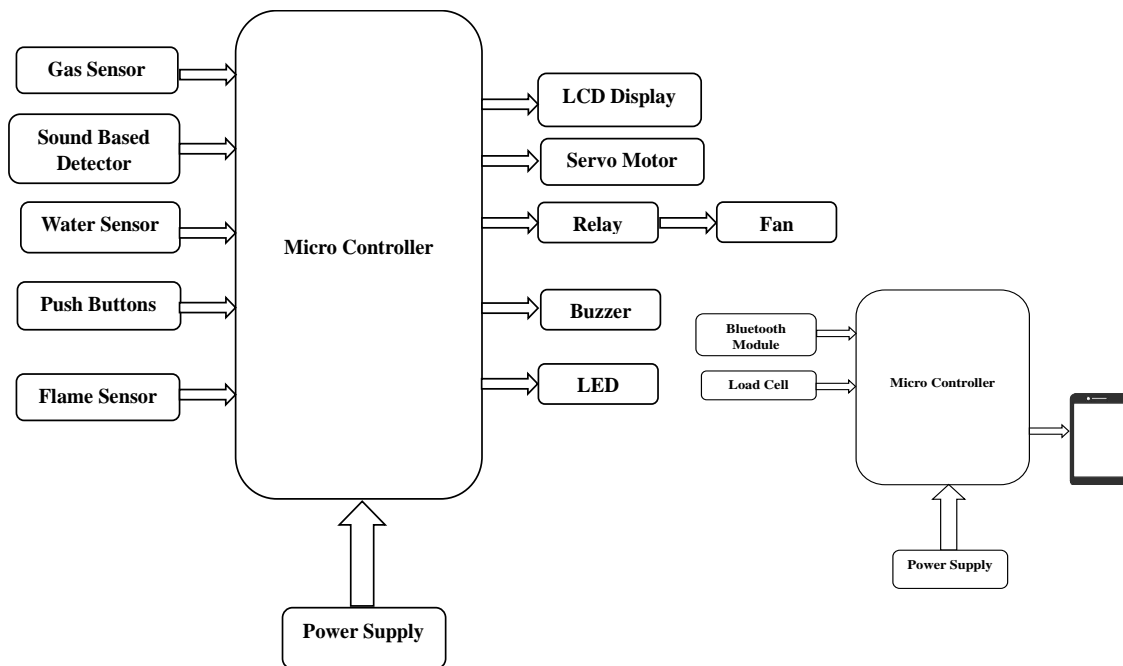 Gas Sensor
Sound Based
Detector
Water Sensor
Push Buttons
Flame Sensor
Micro Controller
LCD Display
Servo Motor
Relay
Fan
Buzzer
LED
Power Supply
Bluetooth
Module
Load Cell
Micro Controller
Power Supply